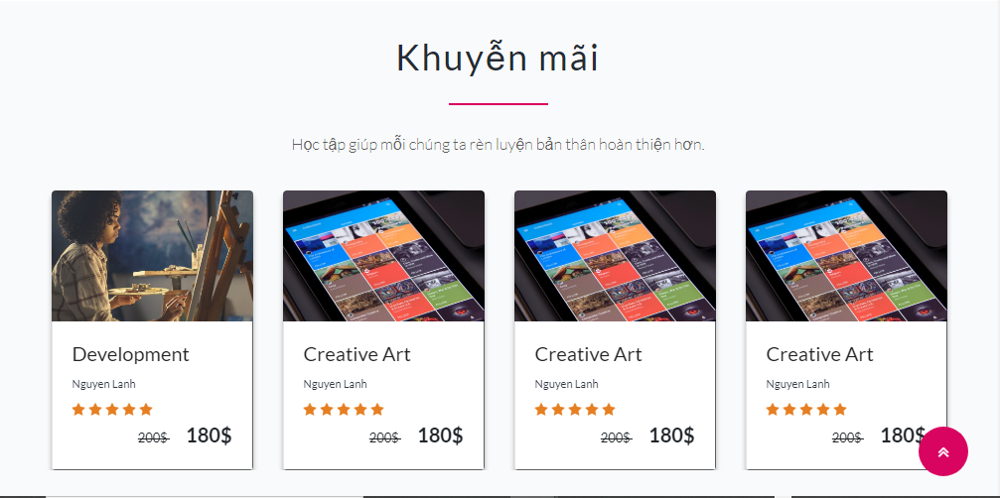 Khuyễn mãi
Học tập giúp mỗi chúng ta rèn luyện bản thân hoàn thiện hơn.
Development
Nguyen Lanh
200$ 180$
Creative Art
Nguyen Lanh
200$ 180$
Creative Art
Nguyen Lanh
200$ 180$
Creative Art
Nguyen Lanh
200$ 180$